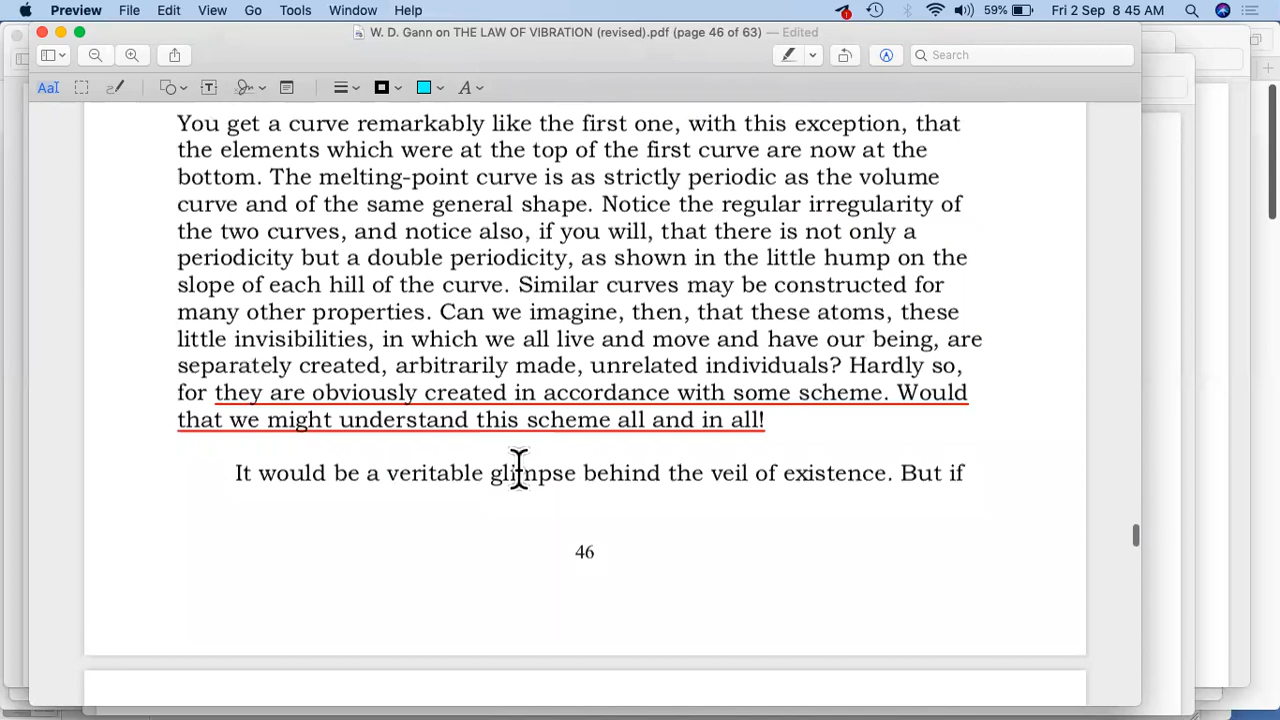 Preview File Edit View Go Tools Window Help 59% Fri 2 Sep 8 45 AM
W. D. Gann on THE LAW OF VIBRATION (revised).pdf (page 46 of 63) — Edited
Search
AaI T A
You get a curve remarkably like the first one, with this exception, that
the elements which were at the top of the first curve are now at the
bottom. The melting-point curve is as strictly periodic as the volume
curve and of the same general shape. Notice the regular irregularity of
the two curves, and notice also, if you will, that there is not only a
periodicity but a double periodicity, as shown in the little hump on the
slope of each hill of the curve. Similar curves may be constructed for
many other properties. Can we imagine, then, that these atoms, these
little invisibilities, in which we all live and move and have our being, are
separately created, arbitrarily made, unrelated individuals? Hardly so,
for they are obviously created in accordance with some scheme. Would
that we might understand this scheme all and in all!
It would be a veritable glimpse behind the veil of existence. But if
46